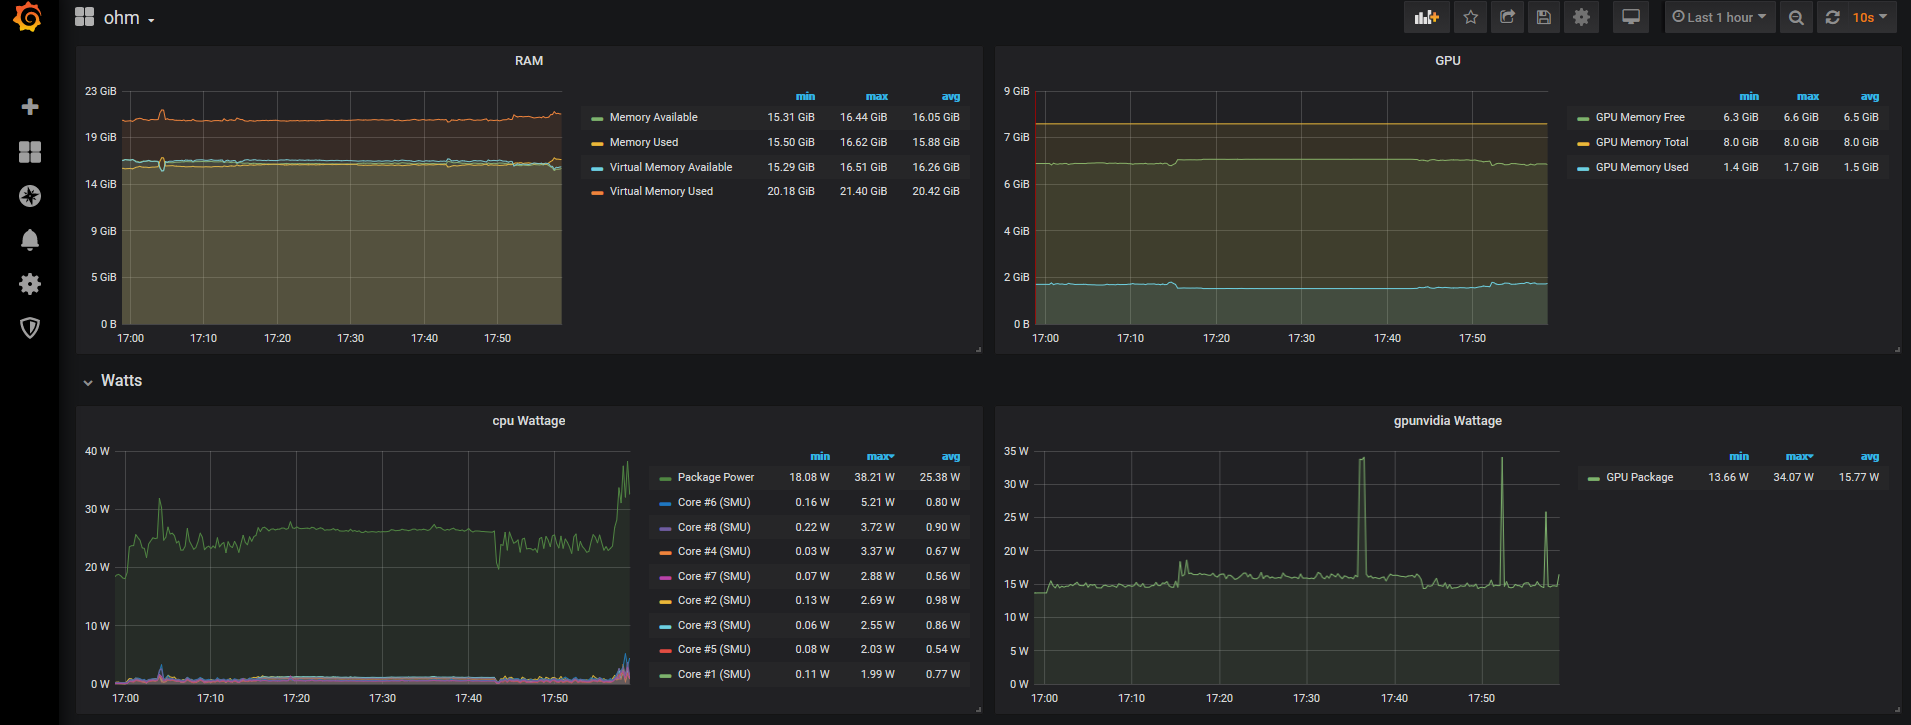 ohm
Last 1 hour
10s
RAM
23 GiB
19 GiB
14 GiB
9 GiB
5 GiB
0 B
17:00 17:10 17:20 17:30 17:40 17:50
min max avg
Memory Available 15.31 GiB 16.44 GiB 16.05 GiB
Memory Used 15.50 GiB 16.62 GiB 15.88 GiB
Virtual Memory Available 15.29 GiB 16.51 GiB 16.26 GiB
Virtual Memory Used 20.18 GiB 21.40 GiB 20.42 GiB
GPU
9 GiB
7 GiB
6 GiB
4 GiB
2 GiB
0 B
17:00 17:10 17:20 17:30 17:40 17:50
min max avg
GPU Memory Free 6.3 GiB 6.6 GiB 6.5 GiB
GPU Memory Total 8.0 GiB 8.0 GiB 8.0 GiB
GPU Memory Used 1.4 GiB 1.7 GiB 1.5 GiB
Watts
cpu Wattage
40 W
30 W
20 W
10 W
0 W
17:00 17:10 17:20 17:30 17:40 17:50
min max avg
Package Power 18.08 W 38.21 W 25.38 W
Core #6 (SMU) 0.16 W 5.21 W 0.80 W
Core #8 (SMU) 0.22 W 3.72 W 0.90 W
Core #4 (SMU) 0.03 W 3.37 W 0.67 W
Core #7 (SMU) 0.07 W 2.88 W 0.56 W
Core #2 (SMU) 0.13 W 2.69 W 0.98 W
Core #3 (SMU) 0.06 W 2.55 W 0.86 W
Core #5 (SMU) 0.08 W 2.03 W 0.54 W
Core #1 (SMU) 0.11 W 1.99 W 0.77 W
gpunvidia Wattage
35 W
30 W
25 W
20 W
15 W
10 W
5 W
0 W
17:00 17:10 17:20 17:30 17:40 17:50
min max avg
GPU Package 13.66 W 34.07 W 15.77 W